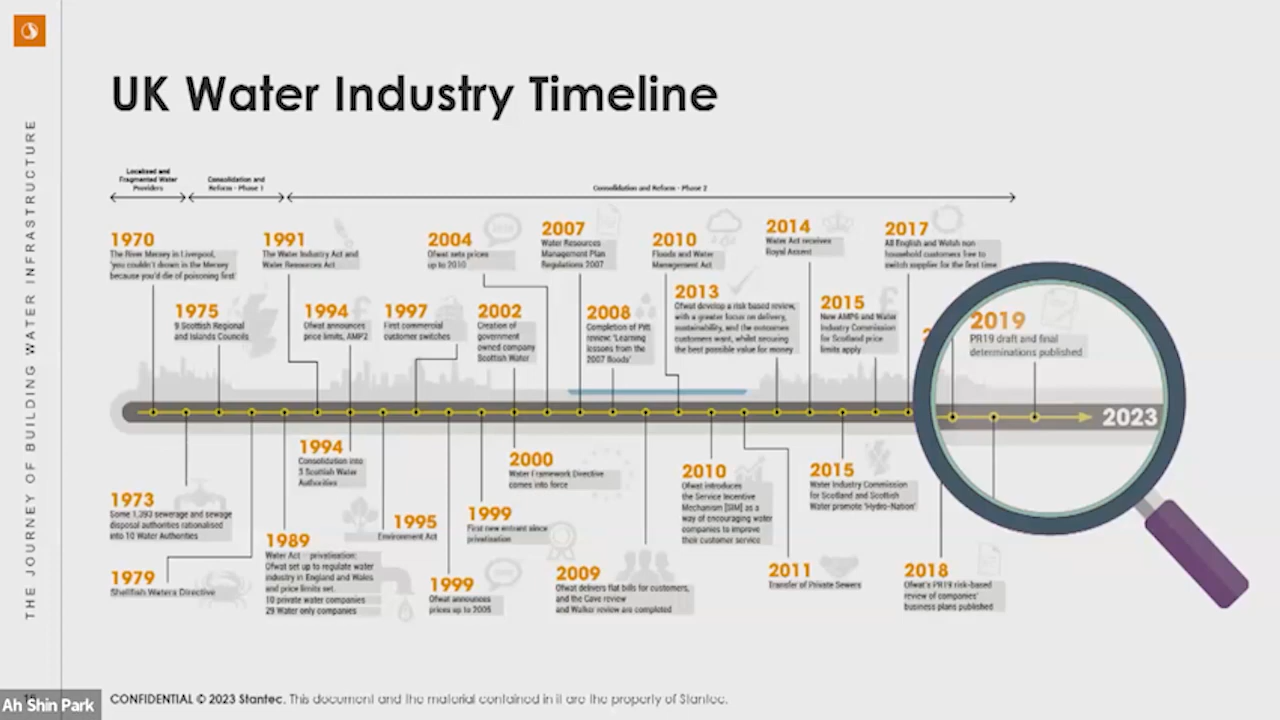 UK Water Industry Timeline
THE JOURNEY OF BUILDING WATER INFRASTRUCTURE
Localised and
Fragmented Water
Providers
Consolidation and
Reform - Phase 1
Consolidation and Reform - Phase 2
1970
The River Mersey in Liverpool,
'you couldn't drown in the Mersey
because you'd die of poisoning first'
1991
The Water Industry Act and
Water Resources Act
2004
Ofwat sets prices
up to 2010
2007
Water Resources
Management Plan
Regulations 2007
2010
Floods and Water
Management Act
2014
Water Act receives
Royal Assent
2017
All English and Welsh non
household customers free to
switch supplier for the first time
1975
9 Scottish Regional
and Islands Councils
1994
Ofwat announces
price limits, AMP2
1997
First commercial
customer switches
2002
Creation of
government
owned company
Scottish Water
2008
Completion of Pitt
review: 'Learning
lessons from the
2007 floods'
2013
Ofwat develop a risk based review,
with a greater focus on delivery,
sustainability, and the outcomes
customers want, whilst securing
the best possible value for money
2015
New AMP6 and Water
Industry Commission
for Scotland price
limits apply
2019
PR19 draft and final
determinations published
2023
1994
Consolidation into
3 Scottish Water
Authorities
2000
Water Framework Directive
comes into force
2010
Ofwat introduces
the Service Incentive
Mechanism [SIM] as a
way of encouraging water
companies to improve
their customer service
2015
Water Industry Commission
for Scotland and Scottish
Water promote 'Hydro-Nation'
1973
Some 1,393 sewerage and sewage
disposal authorities rationalised
into 10 Water Authorities
1995
Environment Act
1999
First new entrant since
privatisation
1989
Water Act privatisation:
Ofwat set up to regulate water
industry in England and Wales
and price limits set.
10 private water companies
29 Water only companies
1979
Shellfish Waters Directive
1999
Ofwat announces
prices up to 2005
2009
Ofwat delivers flat bills for customers,
and the Cave review
and Walker review are completed
2011
Transfer of Private Sewers
2018
Ofwat's PR19 risk-based
review of companies'
business plans published
CONFIDENTIAL © 2023 Stantec. This document and the material contained in it are the property of Stantec.
Ah Shin Park